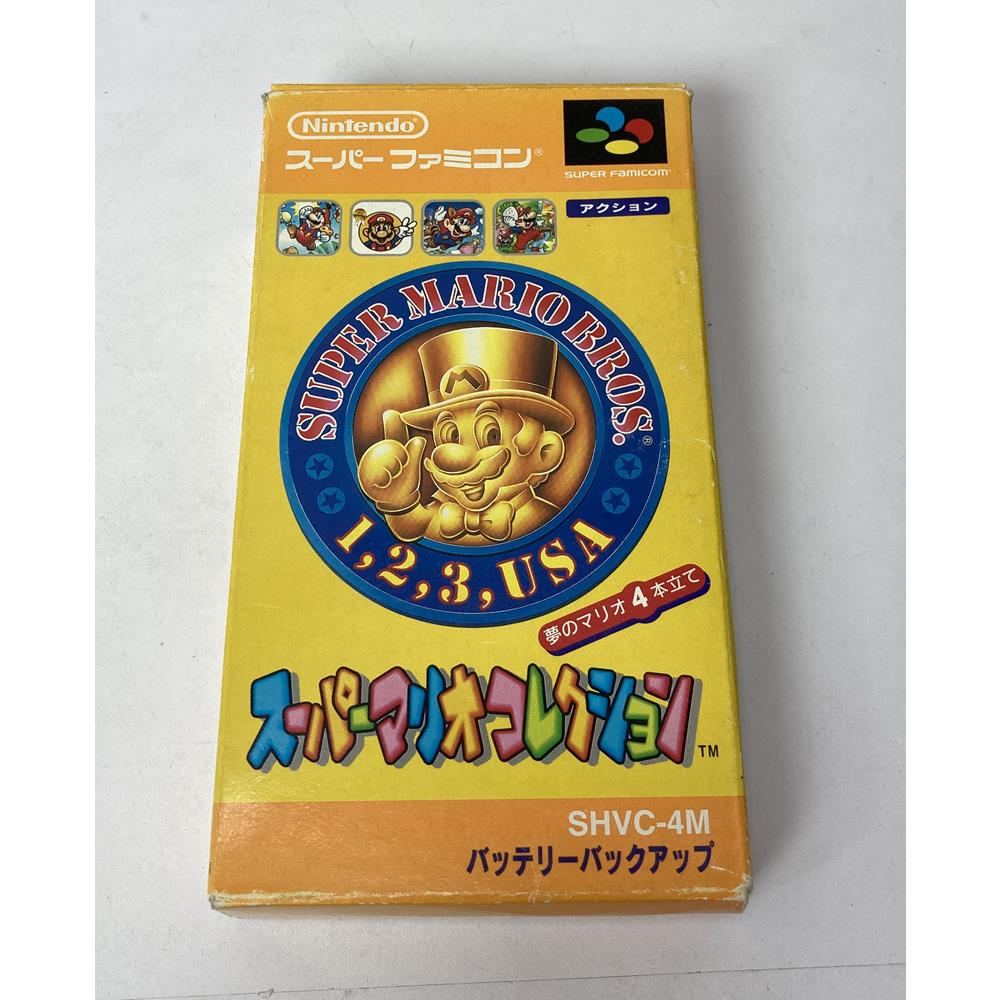 Nintendo
スーパーファミコン®
SUPER FAMICOM
アクション
SUPER MARIO BROS.®
M
1,2,3,USA
夢のマリオ4本立て
スーパーマリオコレクション™
SHVC-4M
バッテリーバックアップ